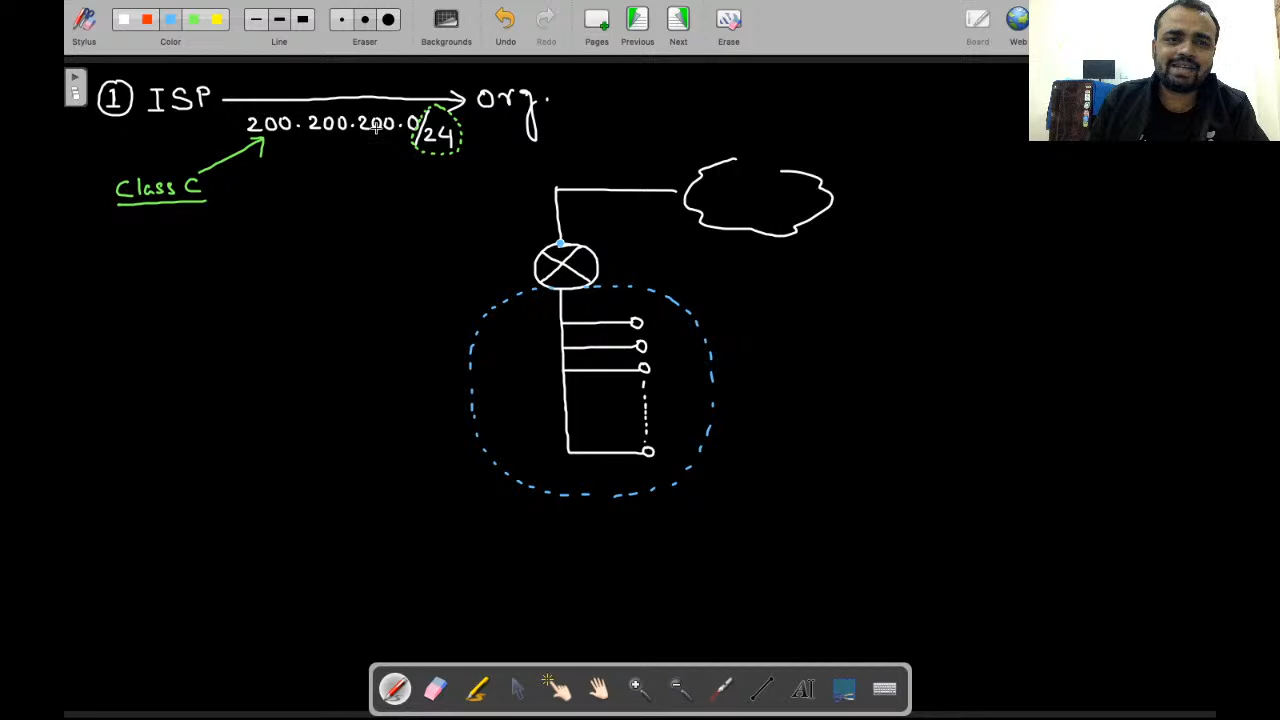 Stylus Color Line Eraser Backgrounds Undo Redo Pages Previous Next Erase Board Web
1 ISP org.
200.200.200.0/24
Class C